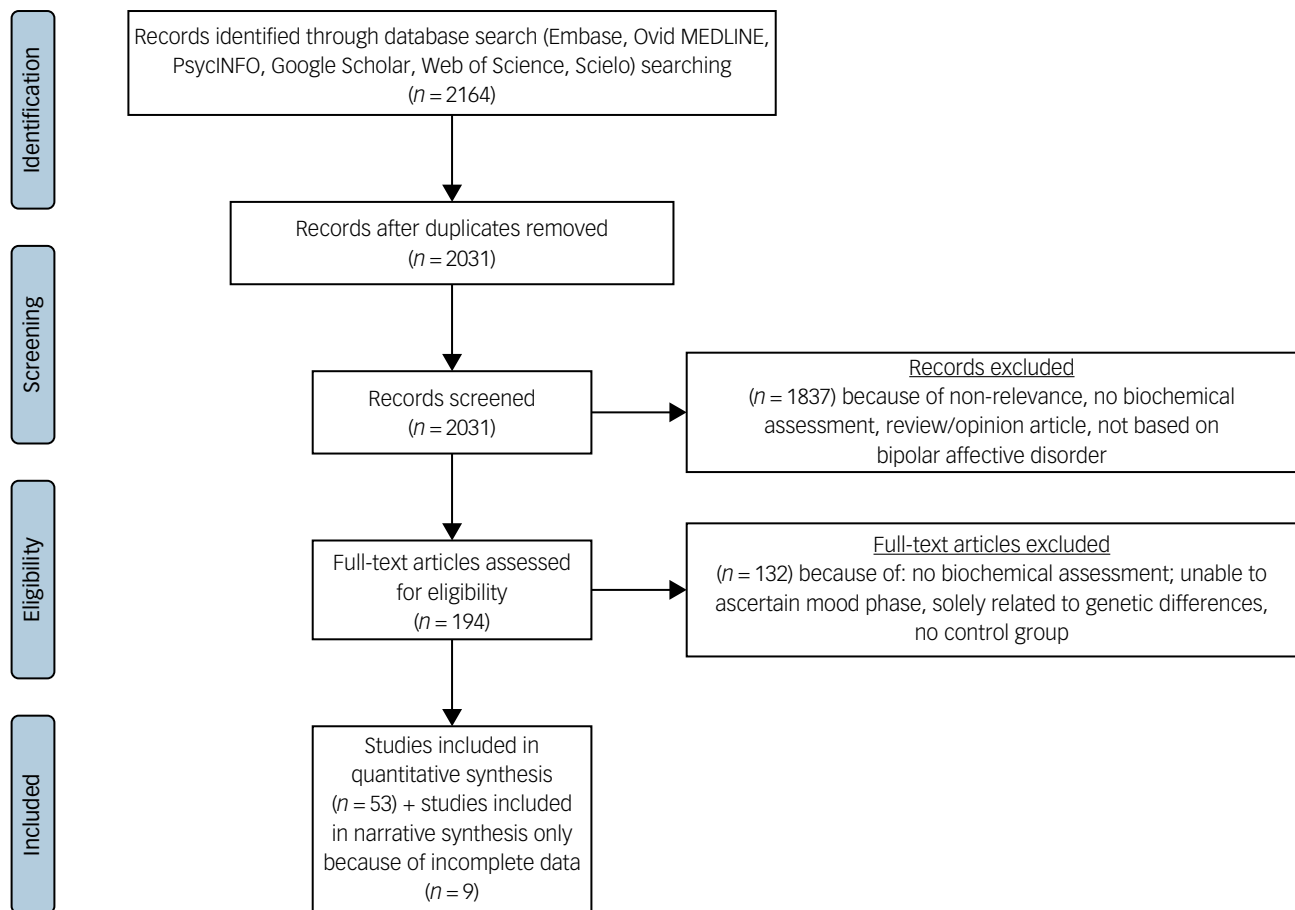 Identification
Records identified through database search (Embase, Ovid MEDLINE,
PsycINFO, Google Scholar, Web of Science, Scielo) searching
(n = 2164)
Records after duplicates removed
(n = 2031)
Screening
Records screened
(n = 2031)
Records excluded
(n = 1837) because of non-relevance, no biochemical
assessment, review/opinion article, not based on
bipolar affective disorder
Eligibility
Full-text articles assessed
for eligibility
(n = 194)
Full-text articles excluded
(n = 132) because of: no biochemical assessment; unable to
ascertain mood phase, solely related to genetic differences,
no control group
Included
Studies included in
quantitative synthesis
(n = 53) + studies included
in narrative synthesis only
because of incomplete data
(n = 9)